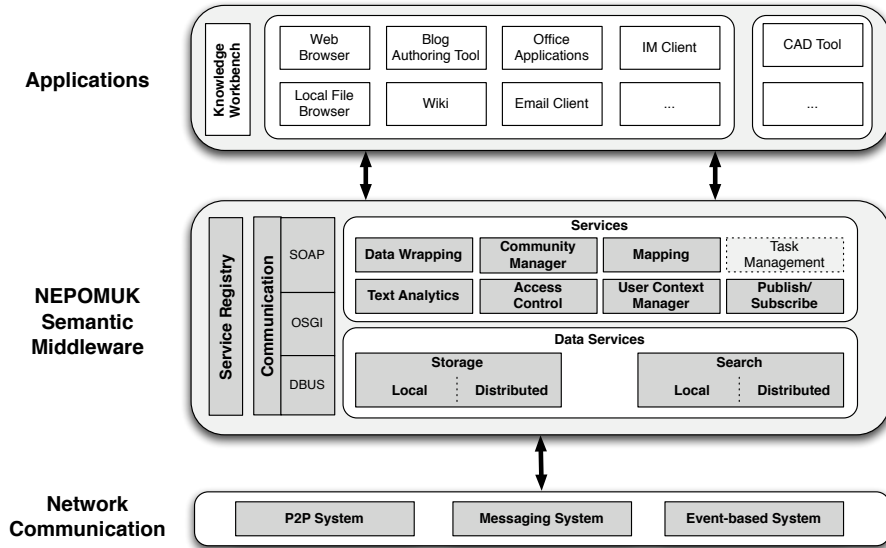 Applications
Knowledge
Workbench
Web
Browser
Blog
Authoring Tool
Office
Applications
IM Client
CAD Tool
Local File
Browser
Wiki
Email Client
...
...
NEPOMUK
Semantic
Middleware
Service Registry
Communication
SOAP
OSGI
DBUS
Services
Data Wrapping
Community
Manager
Mapping
Task
Management
Text Analytics
Access
Control
User Context
Manager
Publish/
Subscribe
Data Services
Storage
Local
Distributed
Search
Local
Distributed
Network
Communication
P2P System
Messaging System
Event-based System